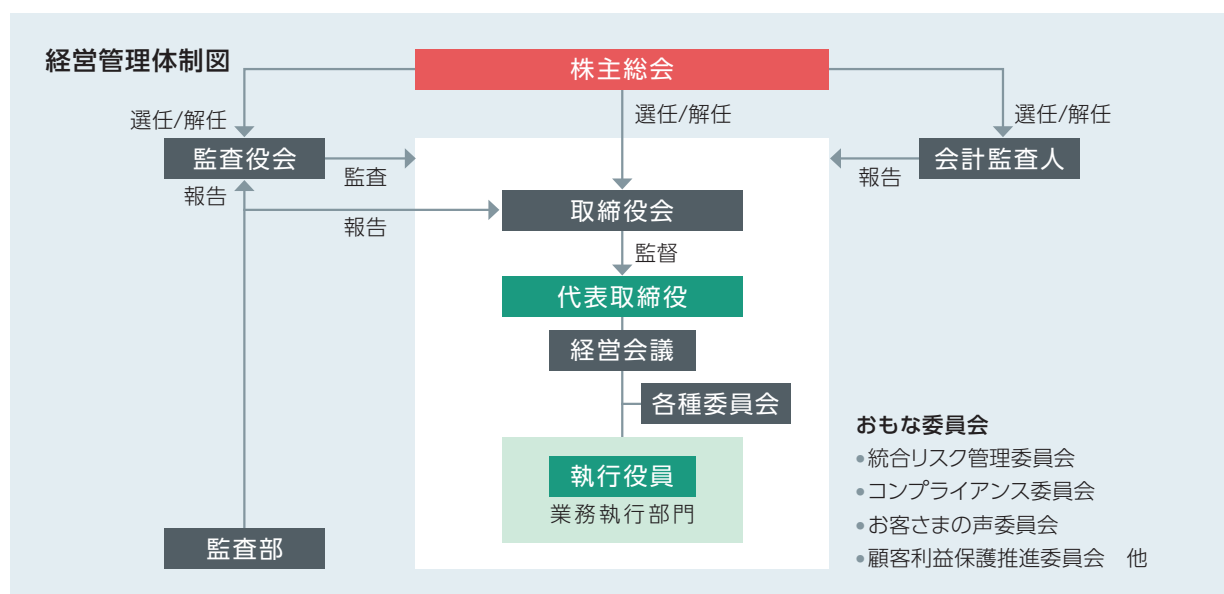 経営管理体制図
株主総会
選任/解任
選任/解任
選任/解任
監査役会
監査
会計監査人
報告
報告
報告
取締役会
監督
代表取締役
経営会議
各種委員会
執行役員
業務執行部門
監査部
おもな委員会
•統合リスク管理委員会
•コンプライアンス委員会
•お客さまの声委員会
•顧客利益保護推進委員会　他